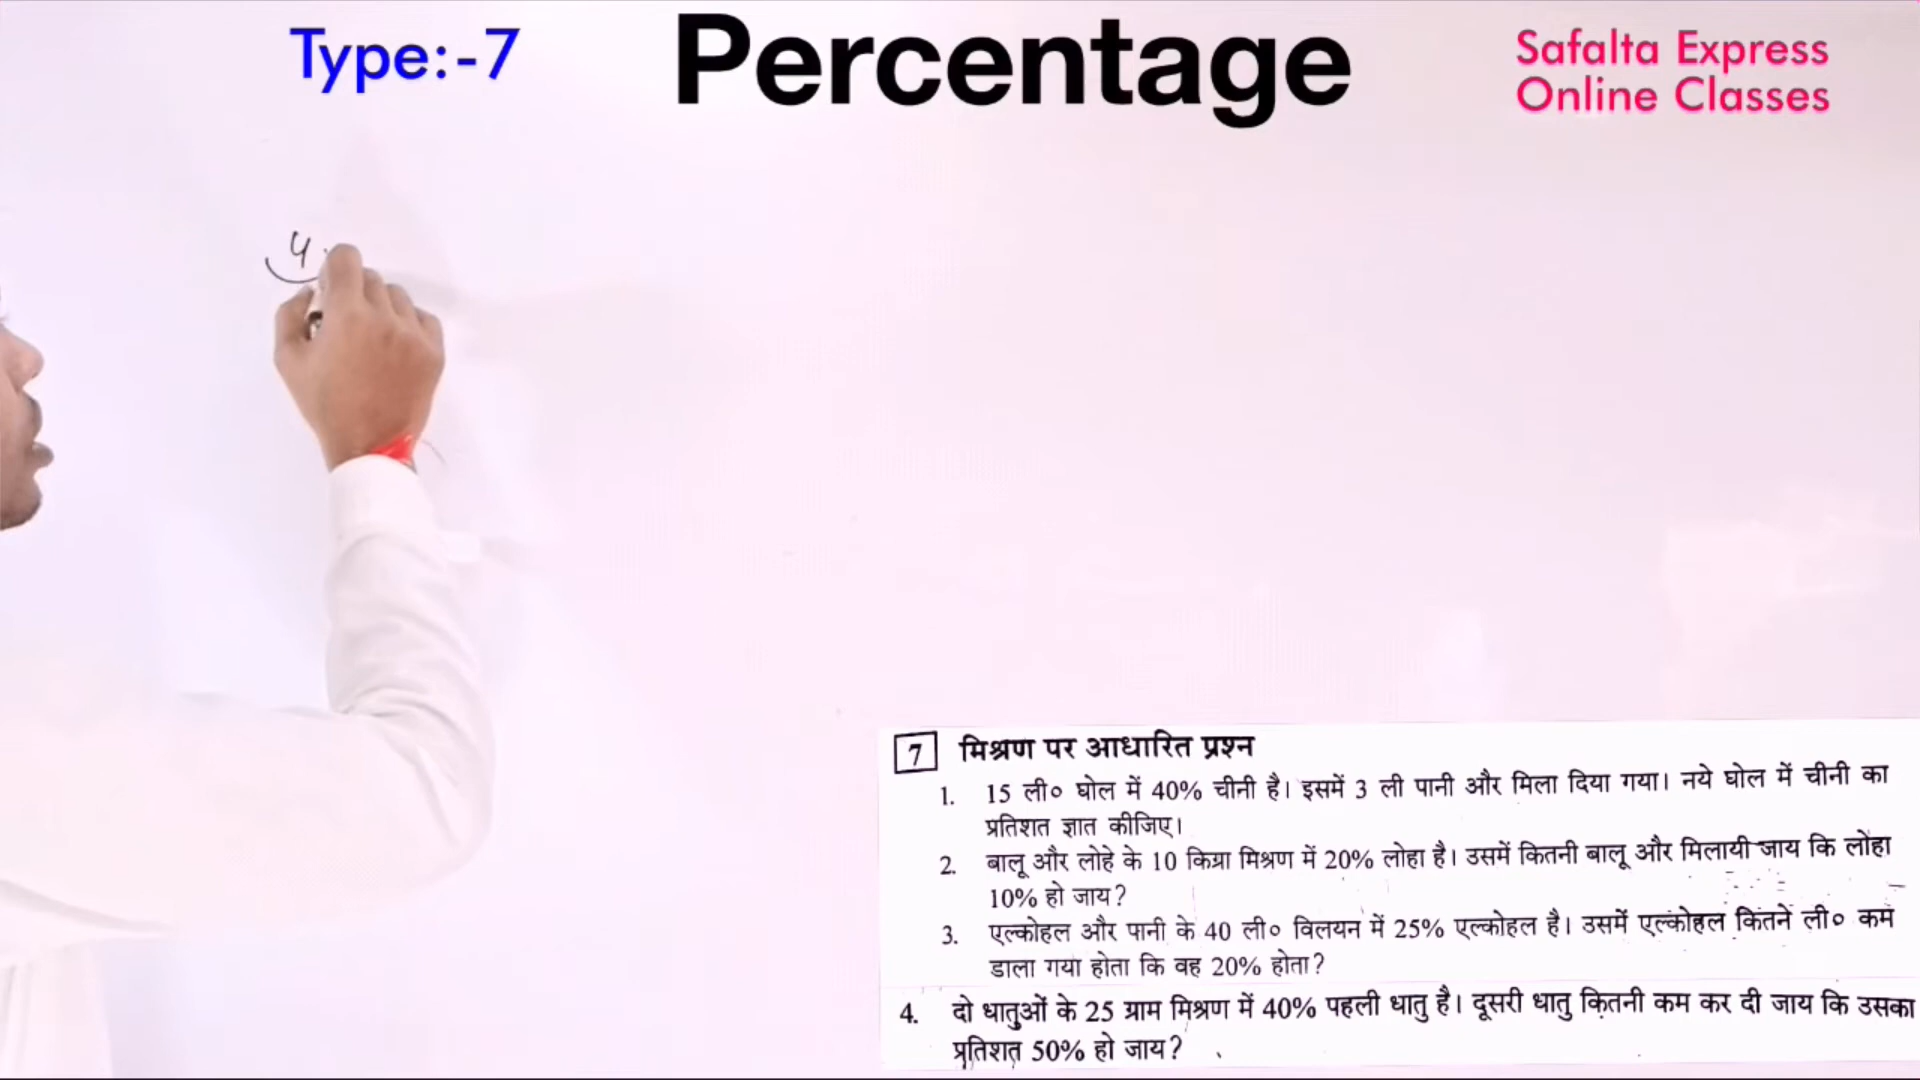 Type:-7
Percentage
Safalta Express
Online Classes
4
7 मिश्रण पर आधारित प्रश्न
1. 15 ली० घोल में 40% चीनी है। इसमें 3 ली पानी और मिला दिया गया। नये घोल में चीनी का
प्रतिशत ज्ञात कीजिए।
2. बालू और लोहे के 10 किग्रा मिश्रण में 20% लोहा है। उसमें कितनी बालू और मिलायी जाय कि लोहा
10% हो जाय?
3. एल्कोहल और पानी के 40 ली० विलयन में 25% एल्कोहल है। उसमें एल्कोहल कितने ली० कम
डाला गया होता कि वह 20% होता?
4. दो धातुओं के 25 ग्राम मिश्रण में 40% पहली धातु है। दूसरी धातु कितनी कम कर दी जाय कि उसका
प्रतिशत 50% हो जाय?